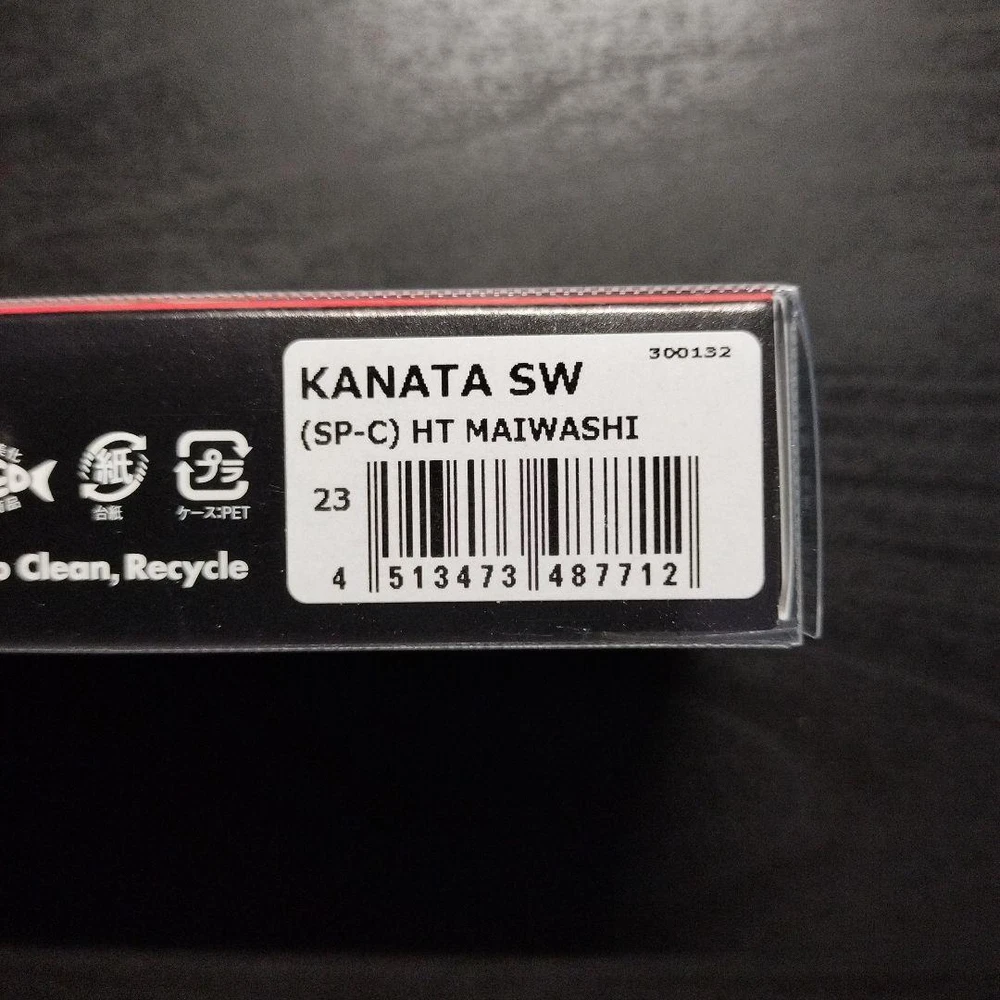 300132
KANATA SW
(SP-C) HT MAIWASHI
23
4 513473 487712
紙
プラ
台紙
ケース:PET
Clean, Recycle